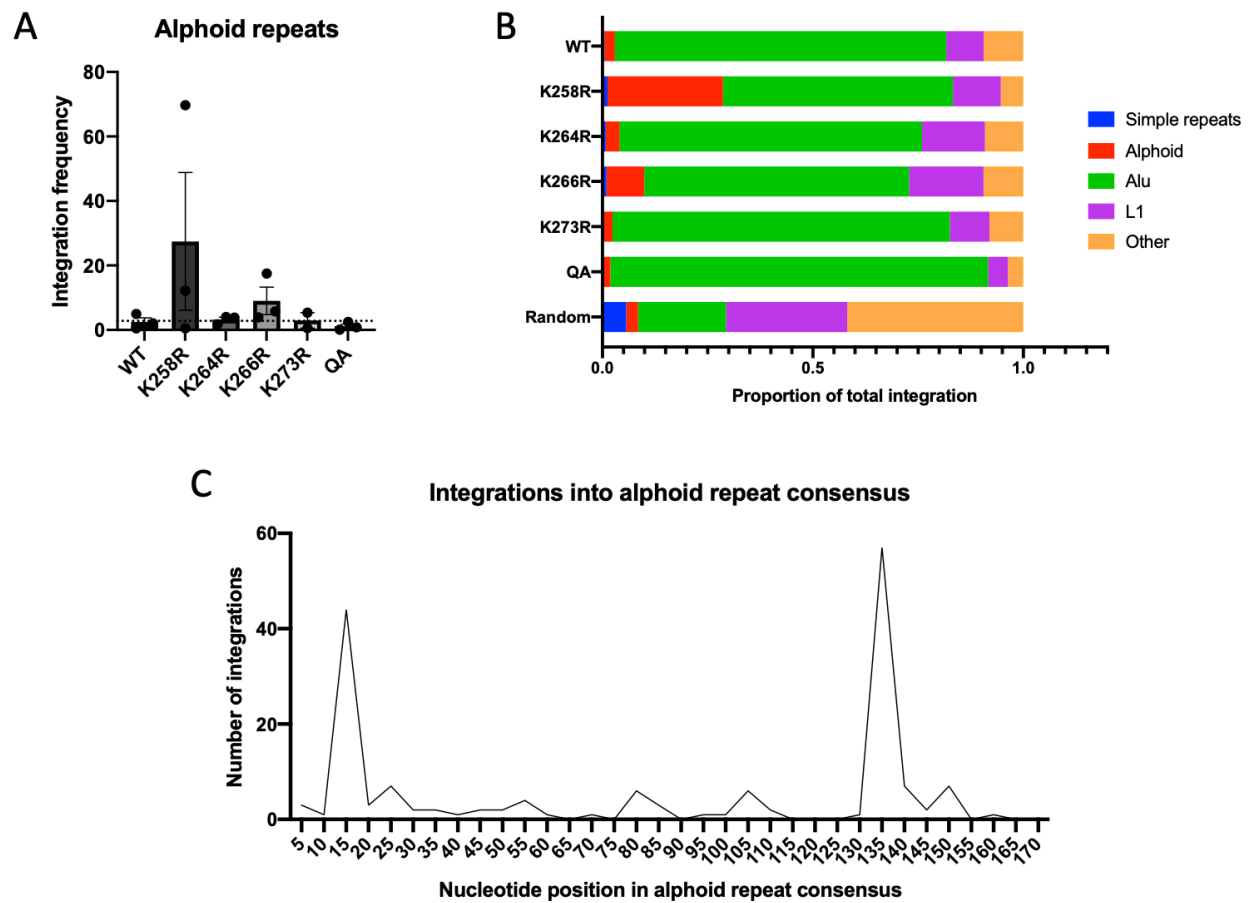 A
Alphoid repeats
Integration frequency
80
60
40
20
0
WT
K258R
K264R
K266R
K273R
QA
B
WT
K258R
K264R
K266R
K273R
QA
Random
0.0
0.5
1.0
Proportion of total integration
Simple repeats
Alphoid
Alu
L1
Other
C
Integrations into alphoid repeat consensus
Number of integrations
60
40
20
0
5 10 15 20 25 30 35 40 45 50 55 60 65 70 75 80 85 90 95 100 105 110 115 120 125 130 135 140 145 150 155 160 165 170
Nucleotide position in alphoid repeat consensus